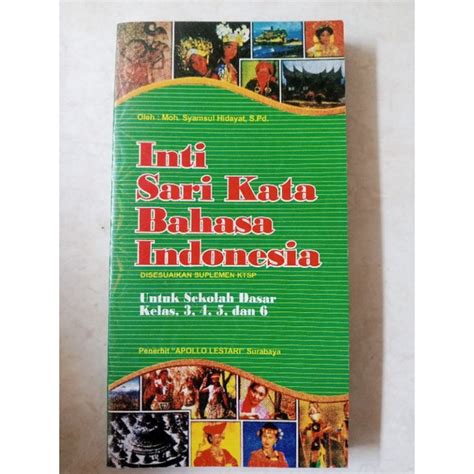 Oleh : Moh. Syamsul Hidayat, S.Pd.
Inti
Sari Kata
Bahasa
Indonesia
DISESUAIKAN SUPLEMEN KTSP
Untuk Sekolah Dasar
Kelas, 3, 4, 5, dan 6
Penerbit "APOLLO LESTARI" Surabaya